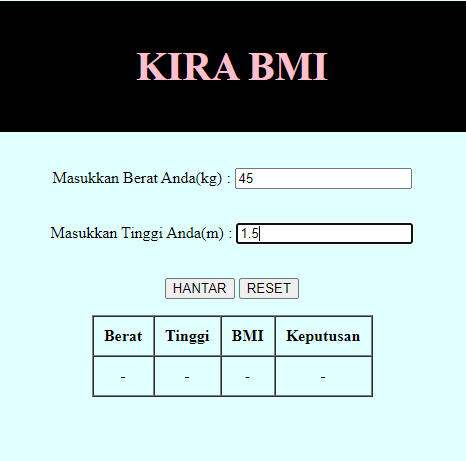 KIRA BMI
Masukkan Berat Anda(kg) : 45
Masukkan Tinggi Anda(m) : 1.5
HANTAR RESET
Berat Tinggi BMI Keputusan
- - - -